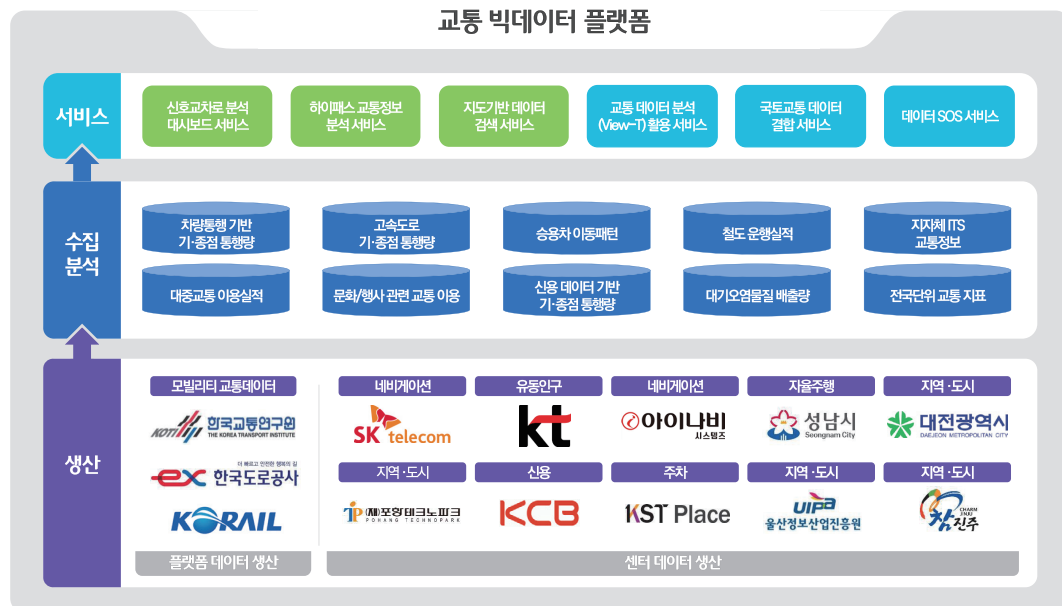 교통 빅데이터 플랫폼
서비스
신호교차로 분석
대시보드 서비스
하이패스 교통정보
분석 서비스
지도기반 데이터
검색 서비스
교통 데이터 분석
(View-T) 활용 서비스
국토교통 데이터
결합 서비스
데이터 SOS 서비스
수집
분석
차량통행 기반
기·종점 통행량
고속도로
기·종점 통행량
승용차 이동패턴
철도 운행실적
지자체 ITS
교통정보
대중교통 이용실적
문화/행사 관련 교통 이용
신용 데이터 기반
기·종점 통행량
대기오염물질 배출량
전국단위 교통 지표
생산
모빌리티 교통데이터
KOTI 한국교통연구원
THE KOREA TRANSPORT INSTITUTE
더 빠르고 안전한 행복의 길
ex 한국도로공사
KORAIL
플랫폼 데이터 생산
네비게이션
SK telecom
유동인구
kt
네비게이션
아이나비
시스템즈
자율주행
성남시
Seongnam City
지역·도시
대전광역시
DAEJEON METROPOLITAN CITY
지역·도시
TP (재)포항테크노파크
POHANG TECHNOPARK
신용
KCB
주차
KST Place
지역·도시
UIPA
울산정보산업진흥원
지역·도시
참진주
CHARM
JINJU
센터 데이터 생산